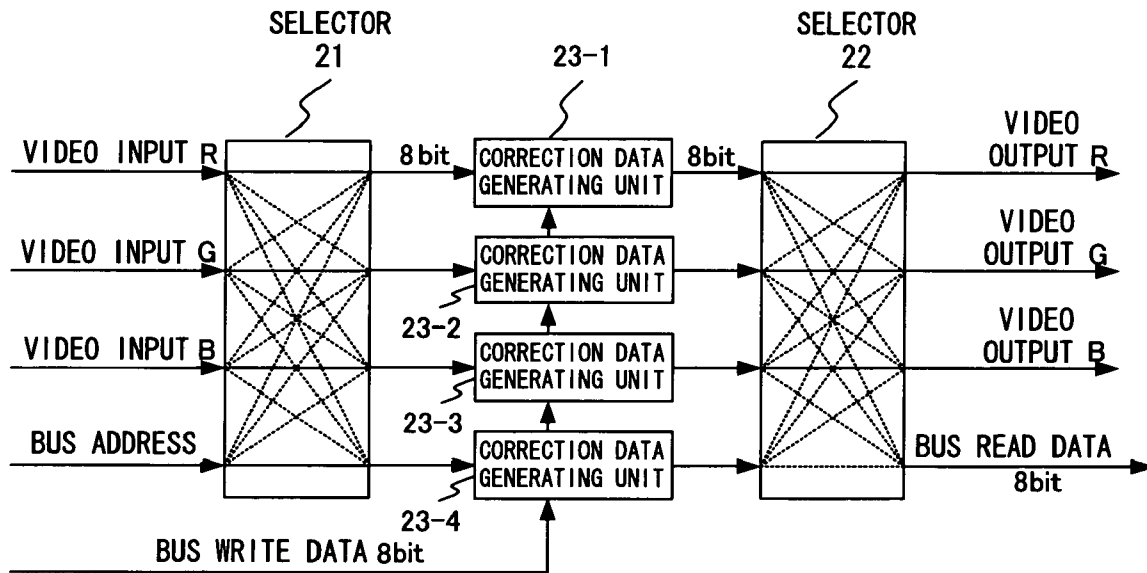 SELECTOR
21
23-1
SELECTOR
22
VIDEO INPUT R
8bit
CORRECTION DATA
GENERATING UNIT
8bit
VIDEO
OUTPUT R
VIDEO INPUT G
CORRECTION DATA
GENERATING UNIT
VIDEO
OUTPUT G
23-2
VIDEO INPUT B
CORRECTION DATA
GENERATING UNIT
VIDEO
OUTPUT B
23-3
BUS ADDRESS
CORRECTION DATA
GENERATING UNIT
BUS READ DATA
8bit
23-4
BUS WRITE DATA 8bit